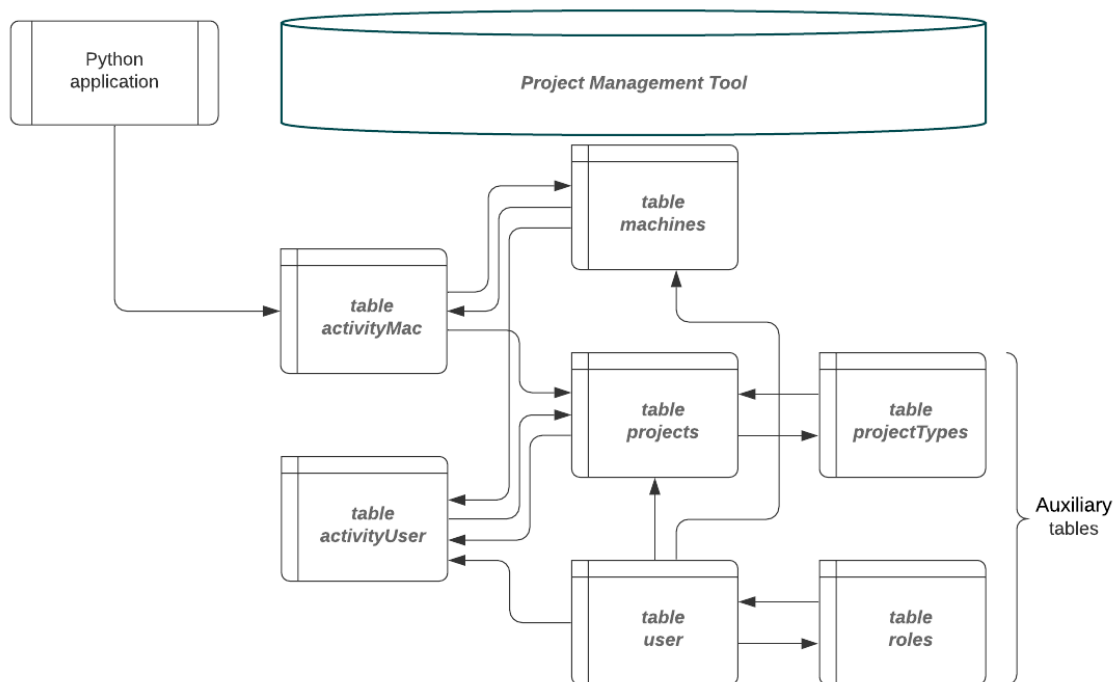 Python
application
Project Management Tool
table
machines
table
activityMac
table
projects
table
projectTypes
table
activityUser
Auxiliary
tables
table
user
table
roles